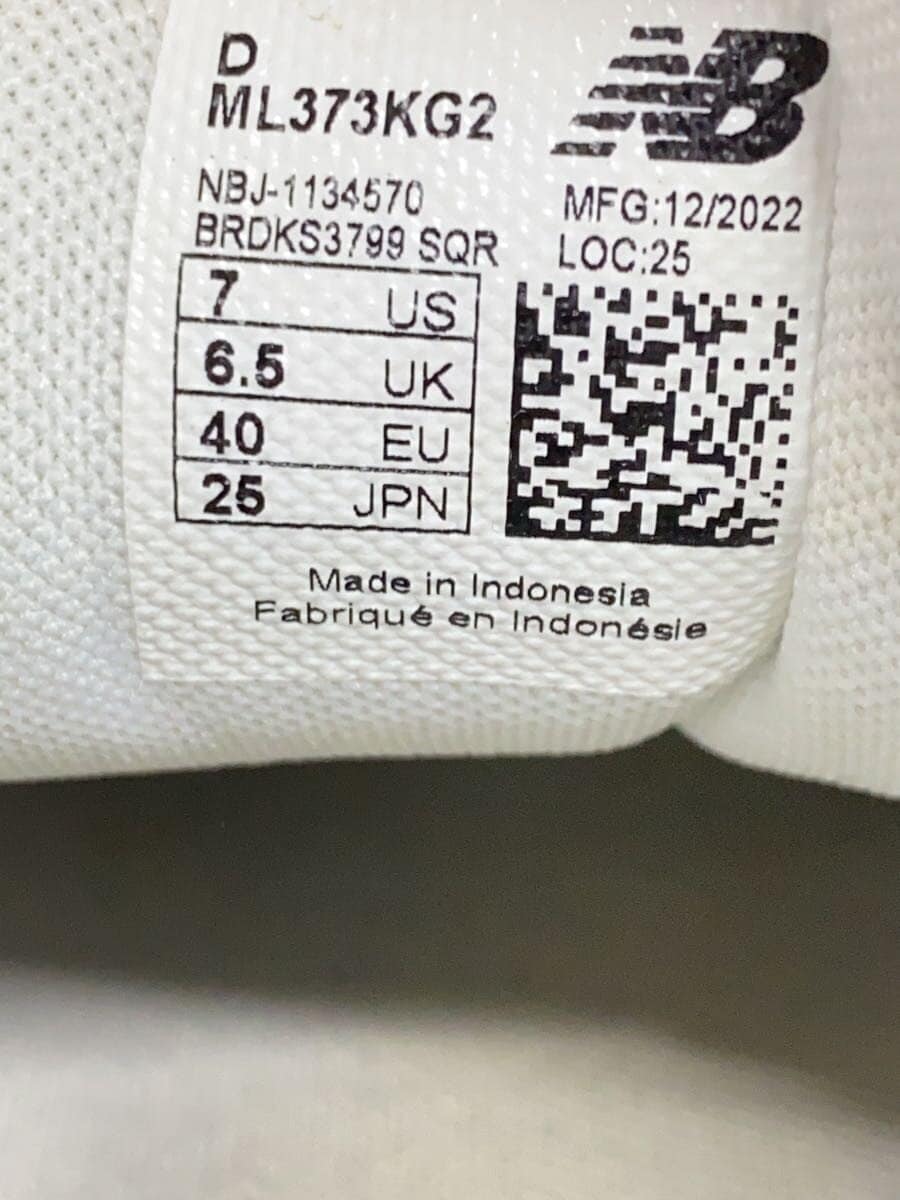 D
ML373KG2
NB
NBJ-1134570
BRDKS3799 SQR
MFG:12/2022
LOC:25
7 US
6.5 UK
40 EU
25 JPN
Made in Indonesia
Fabriqué en Indonésie